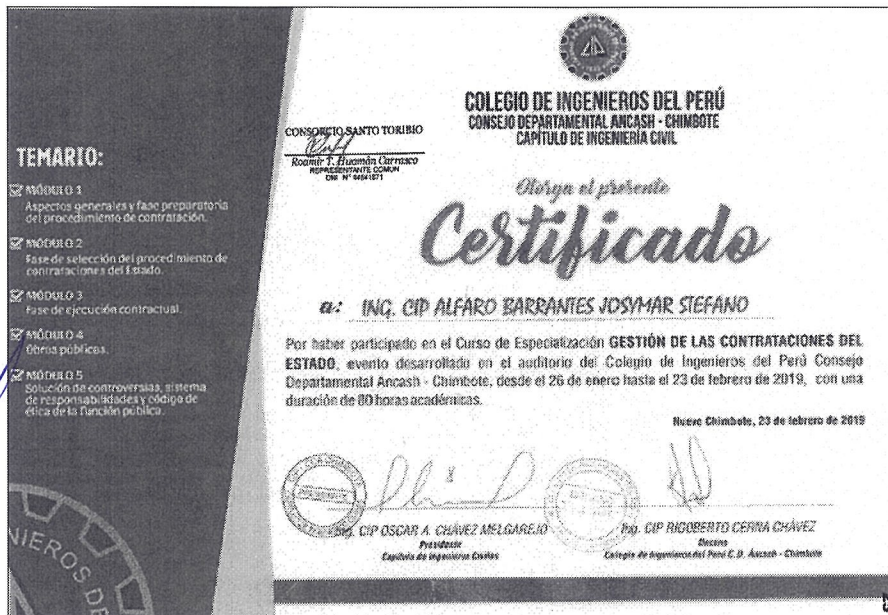 TEMARIO:
MÓDULO 1
Aspectos generales y fase preparatoria
del procedimiento de contratación.
MÓDULO 2
Fase de selección del procedimiento de
contrataciones del Estado.
MÓDULO 3
Fase de ejecución contractual.
MÓDULO 4
Obras públicas.
MÓDULO 5
Solución de controversias, sistema
de responsabilidades y código de
ética de la función pública.
NIEROS DE
CONSORCIO SANTO TORIBIO
Roamir T. Huamán Carrasco
REPRESENTANTE COMUN
COLEGIO DE INGENIEROS DEL PERÚ
CONSEJO DEPARTAMENTAL ANCASH - CHIMBOTE
CAPÍTULO DE INGENIERÍA CIVIL
Otorga el presente
Certificado
a: ING. CIP ALFARO BARRANTES JOSYMAR STEFANO
Por haber participado en el Curso de Especialización GESTIÓN DE LAS CONTRATACIONES DEL
ESTADO, evento desarrollado en el auditorio del Colegio de Ingenieros del Perú Consejo
Departamental Ancash - Chimbote, desde el 26 de enero hasta el 23 de febrero de 2019, con una
duración de 80 horas académicas.
Nuevo Chimbote, 23 de febrero de 2019
Ing. CIP OSCAR A. CHÁVEZ MELGAREJO
Presidente
Capítulo de Ingenieros Civiles
Ing. CIP RIGOBERTO CERNA CHÁVEZ
Decano
Colegio de Ingenieros del Perú C.D. Áncash - Chimbote